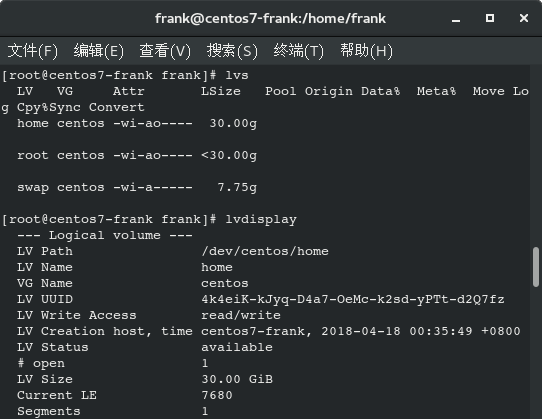 frank@centos7-frank:/home/frank
文件(F) 编辑(E) 查看(V) 搜索(S) 终端(T) 帮助(H)
[root@centos7-frank frank]# lvs
  LV   VG     Attr       LSize   Pool Origin Data%  Meta%  Move Lo
g Cpy%Sync Convert
  home centos -wi-ao----  30.00g
  root centos -wi-ao---- <30.00g
  swap centos -wi-a-----   7.75g
[root@centos7-frank frank]# lvdisplay
  --- Logical volume ---
  LV Path                /dev/centos/home
  LV Name                home
  VG Name                centos
  LV UUID                4k4eiK-kJyq-D4a7-OeMc-k2sd-yPTt-d2Q7fz
  LV Write Access        read/write
  LV Creation host, time centos7-frank, 2018-04-18 00:35:49 +0800
  LV Status              available
  # open                 1
  LV Size                30.00 GiB
  Current LE             7680
  Segments               1